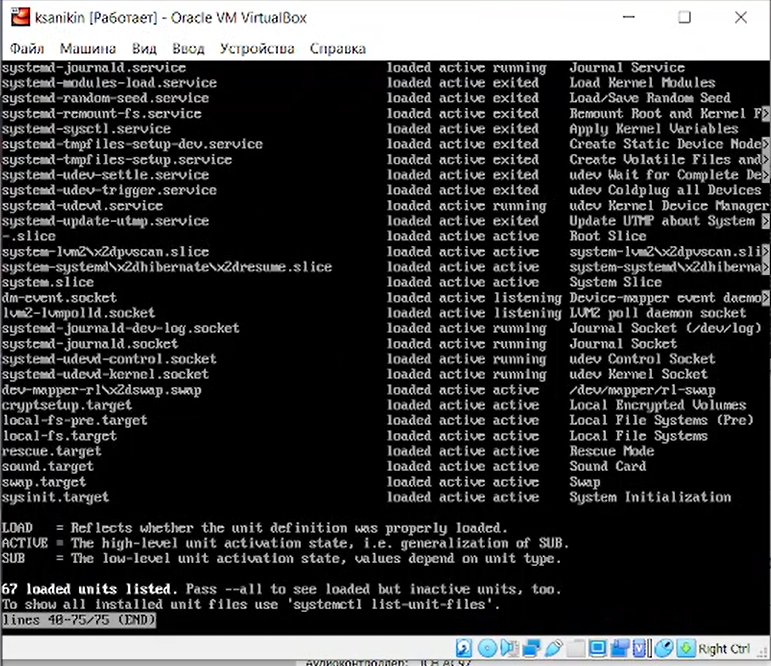 ksanikin [Работает] - Oracle VM VirtualBox
Файл Машина Вид Ввод Устройства Справка
systemd-journald.service loaded active running Journal Service
systemd-modules-load.service loaded active exited Load Kernel Modules
systemd-random-seed.service loaded active exited Load/Save Random Seed
systemd-remount-fs.service loaded active exited Remount Root and Kernel F>
systemd-sysctl.service loaded active exited Apply Kernel Variables
systemd-tmpfiles-setup-dev.service loaded active exited Create Static Device Node>
systemd-tmpfiles-setup.service loaded active exited Create Volatile Files and>
systemd-udev-settle.service loaded active exited udev Wait for Complete De>
systemd-udev-trigger.service loaded active exited udev Coldplug all Devices
systemd-udevd.service loaded active running udev Kernel Device Manager
systemd-update-utmp.service loaded active exited Update UTMP about System >
-.slice loaded active active Root Slice
system-lvm2\x2dpvscan.slice loaded active active system-lvm2\x2dpvscan.sli>
system-systemd\x2dhibernate\x2dresume.slice loaded active active system-systemd\x2dhiberna>
system.slice loaded active active System Slice
dm-event.socket loaded active listening Device-mapper event daemo>
lvm2-lvmpolld.socket loaded active listening LVM2 poll daemon socket
systemd-journald-dev-log.socket loaded active running Journal Socket (/dev/log)
systemd-journald.socket loaded active running Journal Socket
systemd-udevd-control.socket loaded active running udev Control Socket
systemd-udevd-kernel.socket loaded active running udev Kernel Socket
dev-mapper-rl\x2dswap.swap loaded active active /dev/mapper/rl-swap
cryptsetup.target loaded active active Local Encrypted Volumes
local-fs-pre.target loaded active active Local File Systems (Pre)
local-fs.target loaded active active Local File Systems
rescue.target loaded active active Rescue Mode
sound.target loaded active active Sound Card
swap.target loaded active active Swap
sysinit.target loaded active active System Initialization
LOAD = Reflects whether the unit definition was properly loaded.
ACTIVE = The high-level unit activation state, i.e. generalization of SUB.
SUB = The low-level unit activation state, values depend on unit type.
67 loaded units listed. Pass --all to see loaded but inactive units, too.
To show all installed unit files use 'systemctl list-unit-files'.
lines 40-75/75 (END)
Right Ctrl
Аудиоконтроллер: ICH AC97